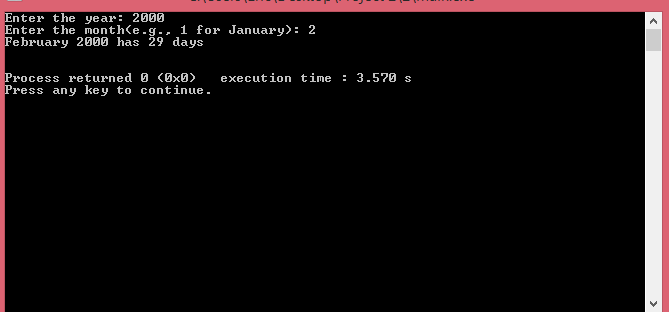 Enter the year: 2000
Enter the month(e.g., 1 for January): 2
February 2000 has 29 days
Process returned 0 (0x0)   execution time : 3.570 s
Press any key to continue.